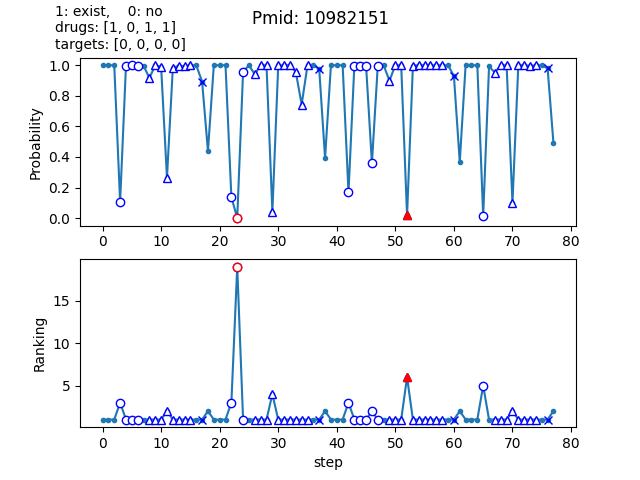 1: exist,    0: no
drugs: [1, 0, 1, 1]
targets: [0, 0, 0, 0]
Pmid: 10982151
Probability
1.0
0.8
0.6
0.4
0.2
0.0
0 10 20 30 40 50 60 70 80
Ranking
15
10
5
0 10 20 30 40 50 60 70 80
step